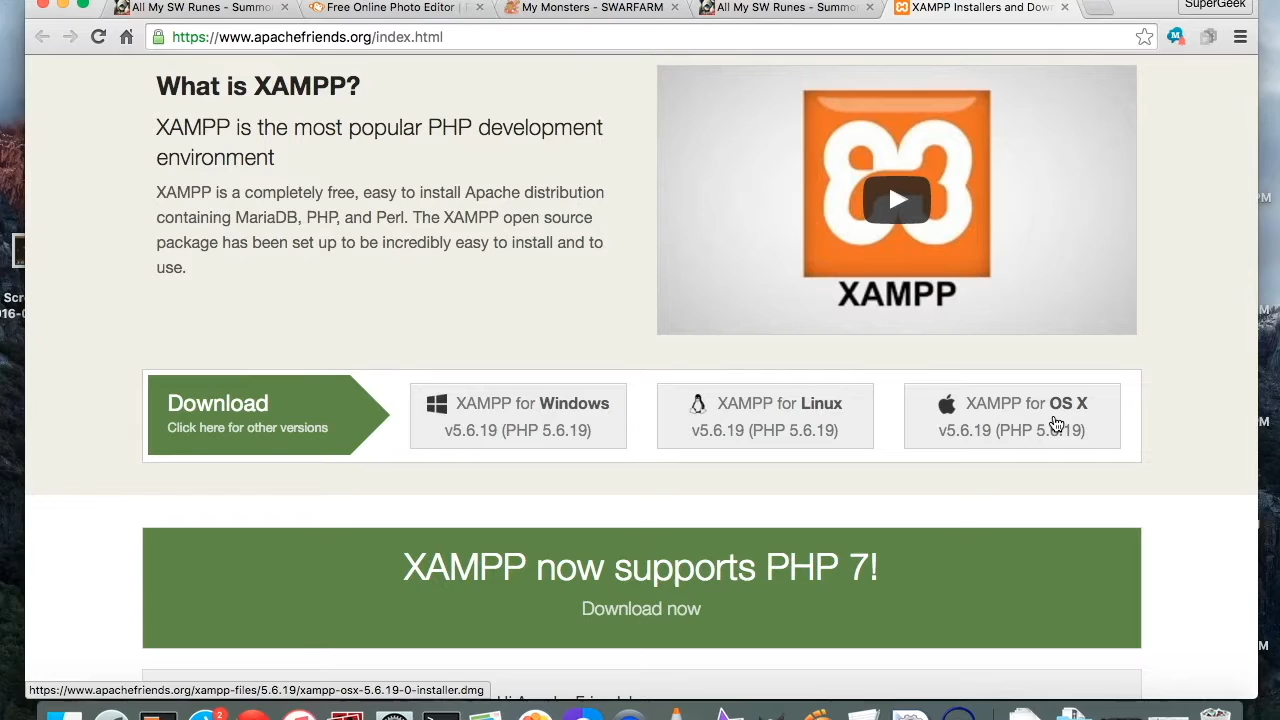 All My SW Runes - Summo
Free Online Photo Editor | F
My Monsters - SWARFARM
All My SW Runes - Summo
XAMPP Installers and Dow
SuperGeek
https://www.apachefriends.org/index.html
What is XAMPP?
XAMPP is the most popular PHP development
environment
XAMPP is a completely free, easy to install Apache distribution
containing MariaDB, PHP, and Perl. The XAMPP open source
package has been set up to be incredibly easy to install and to
use.
XAMPP
Download
Click here for other versions
XAMPP for Windows
v5.6.19 (PHP 5.6.19)
XAMPP for Linux
v5.6.19 (PHP 5.6.19)
XAMPP for OS X
v5.6.19 (PHP 5.6.19)
XAMPP now supports PHP 7!
Download now
https://www.apachefriends.org/xampp-files/5.6.19/xampp-osx-5.6.19-0-installer.dmg
Scr
16-0
PM
PM
M
2